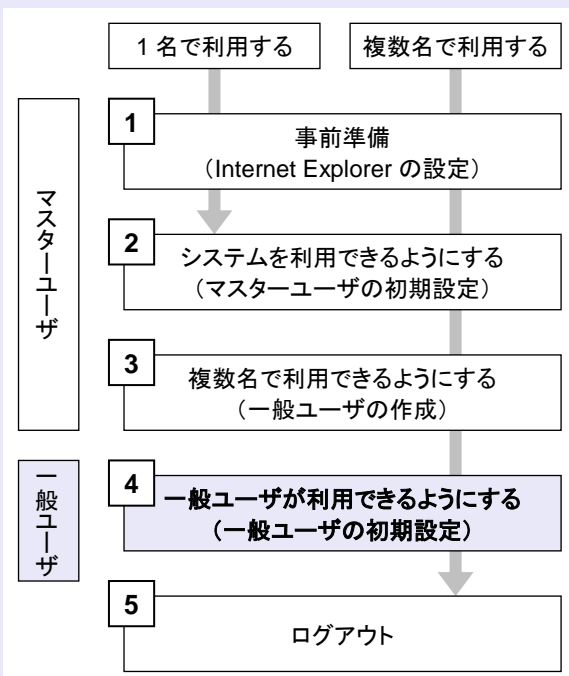 1 名で利用する
複数名で利用する
マスターユーザ
1
事前準備
（Internet Explorer の設定）
2
システムを利用できるようにする
（マスターユーザの初期設定）
3
複数名で利用できるようにする
（一般ユーザの作成）
一般ユーザ
4
一般ユーザが利用できるようにする
（一般ユーザの初期設定）
5
ログアウト